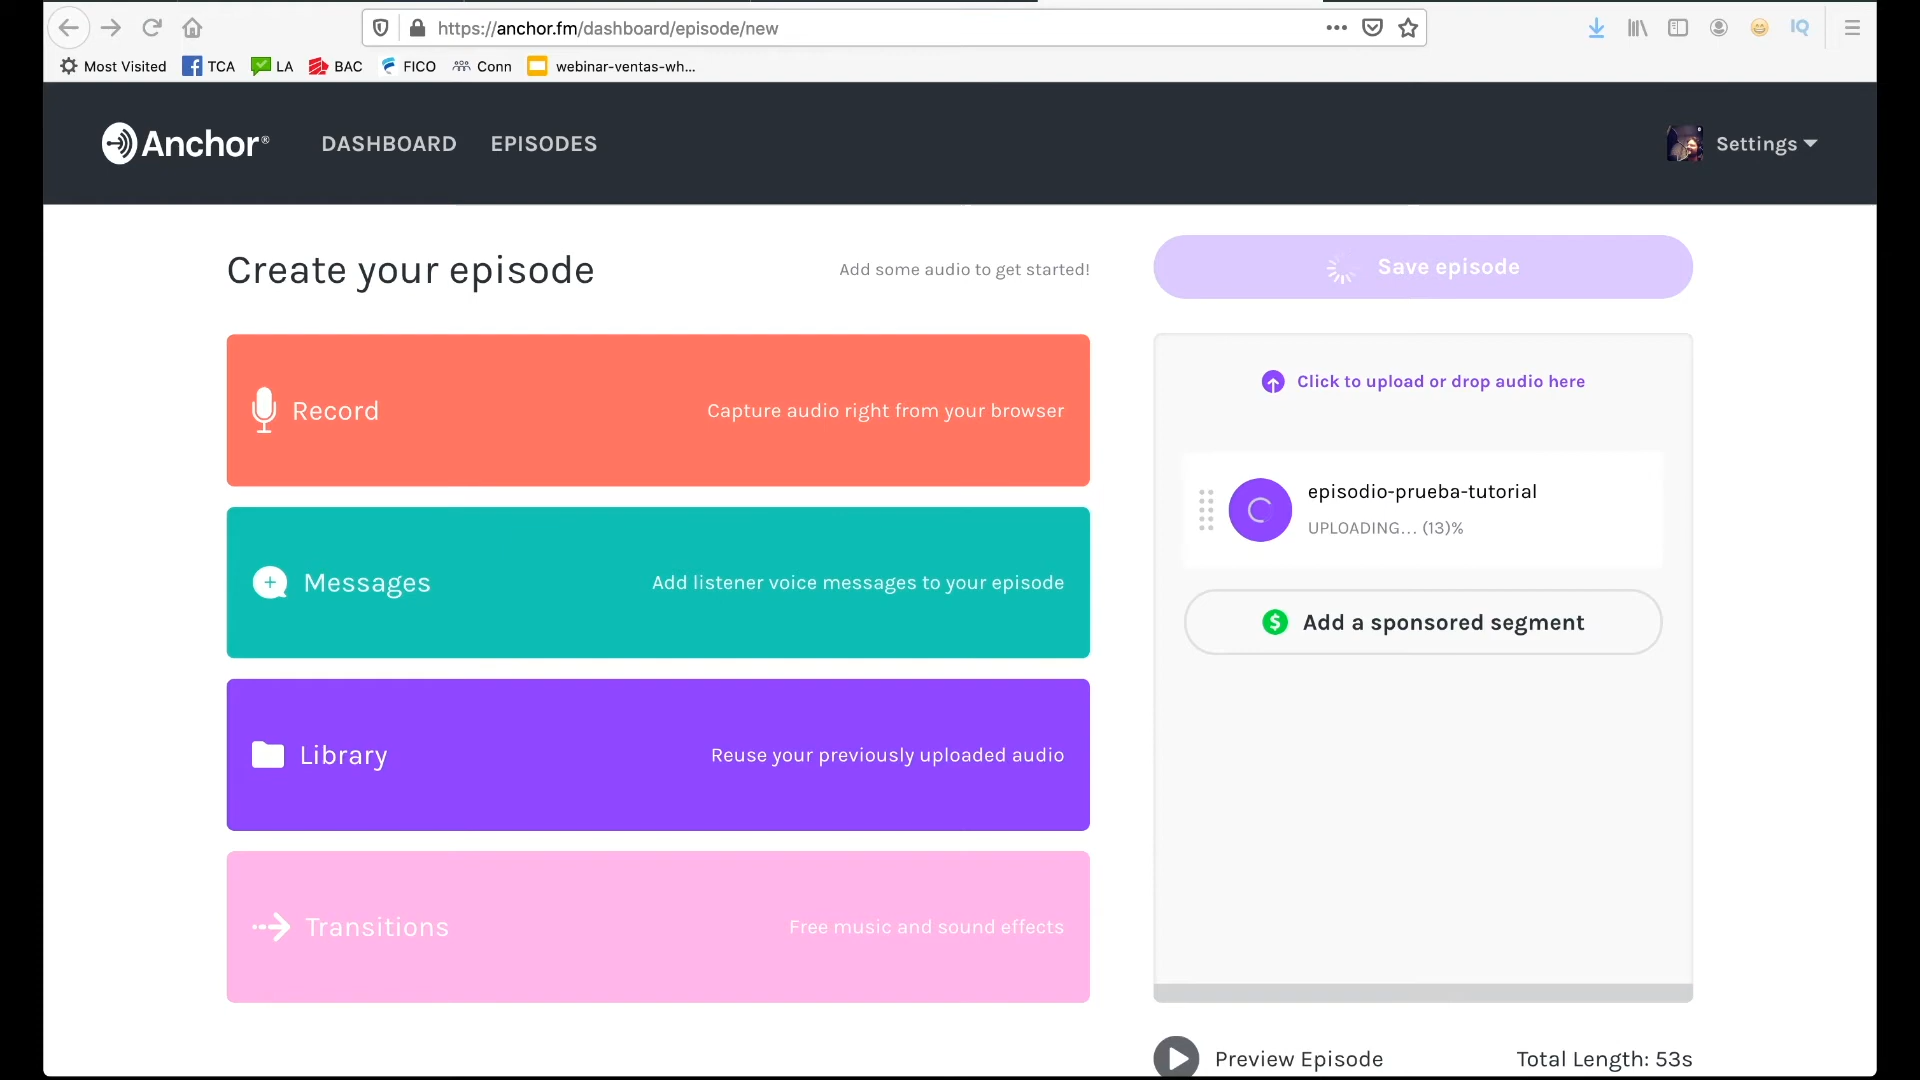 https://anchor.fm/dashboard/episode/new
Most Visited TCA LA BAC FICO Conn webinar-ventas-wh...
Anchor® DASHBOARD EPISODES Settings
Create your episode Add some audio to get started! Save episode
Click to upload or drop audio here
Record Capture audio right from your browser
episodio-prueba-tutorial
UPLOADING... (13)%
Messages Add listener voice messages to your episode
Add a sponsored segment
Library Reuse your previously uploaded audio
Transitions Free music and sound effects
Preview Episode Total Length: 53s